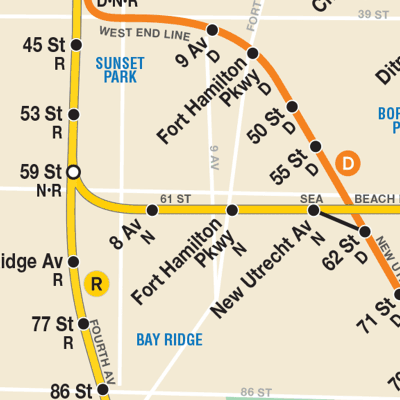 D·N·R
39 ST
FORT
45 St
R
WEST END LINE
9 Av
D
SUNSET
PARK
Fort Hamilton
Pkwy
D
53 St
R
50 St
D
55 St
D
D
9 AV
59 St
N·R
61 ST
SEA
BEACH
8 Av
N
Fort Hamilton
Pkwy
N
New Utrecht Av
N
62 St
D
idge Av
R
R
71 St
D
77 St
R
FOURTH AV
BAY RIDGE
86 St
86 ST